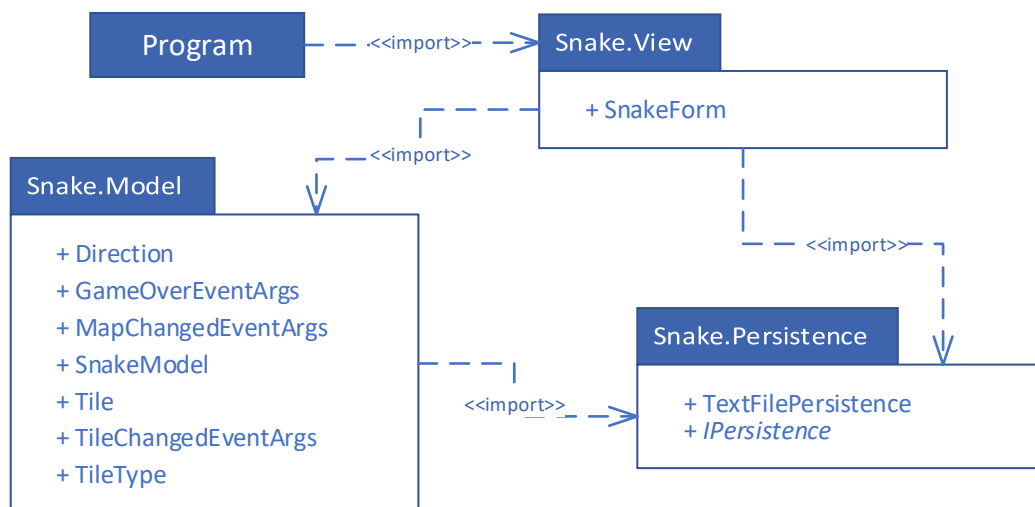 Program
<<import>>
Snake.View
+ SnakeForm
<<import>>
Snake.Model
+ Direction
+ GameOverEventArgs
+ MapChangedEventArgs
+ SnakeModel
+ Tile
+ TileChangedEventArgs
+ TileType
<<import>>
<<import>>
Snake.Persistence
+ TextFilePersistence
+ IPersistence